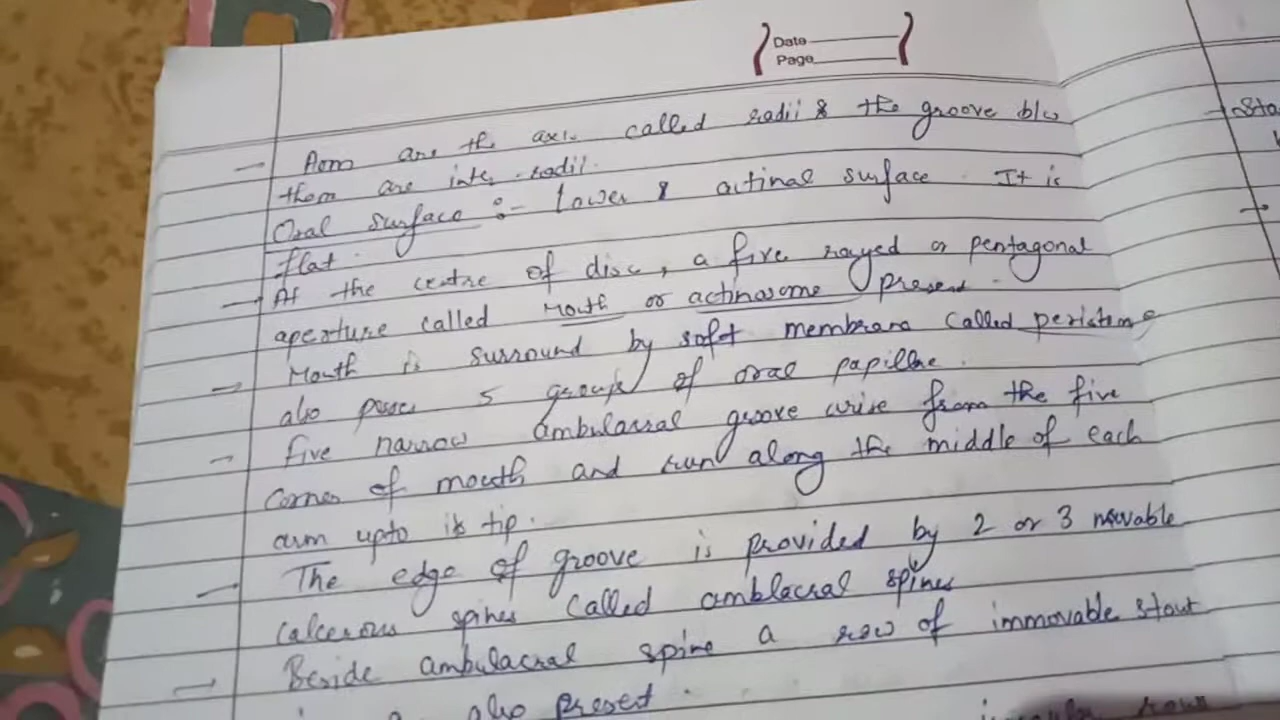 Date
Page
→ Arm are the axis called radii & the groove b/w
them are inter radii.
Oral surface :- lower & actinal surface. It is
flat.
→ At the centre of disc, a five rayed or pentagonal
aperture called Mouth or actinosome present.
→ Mouth is surround by soft membrane called peristome
also posses 5 groups of oral papillae.
→ five narrow ambulacral groove arise from the five
corner of mouth and run along the middle of each
arm upto its tip.
→ The edge of groove is provided by 2 or 3 movable
calcerous spines called amblacral spines
→ Beside ambulacral spine a row of immovable stout
also present.
→ Sta
→